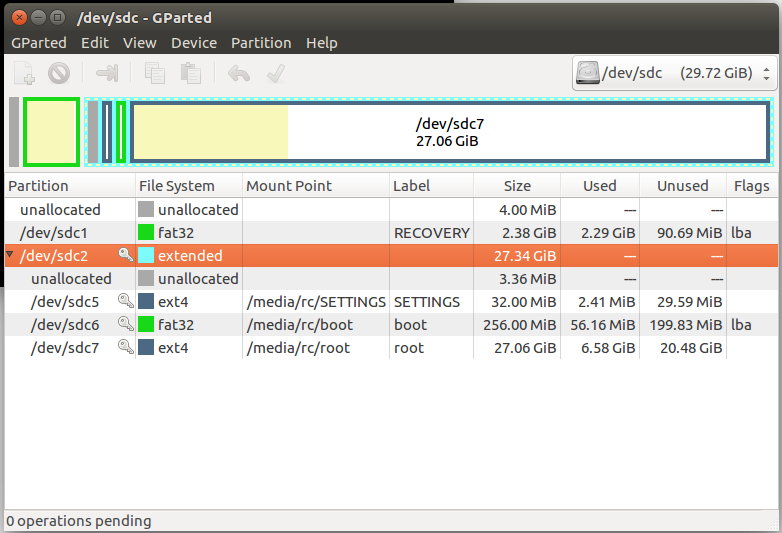 /dev/sdc - GParted
GParted Edit View Device Partition Help
/dev/sdc (29.72 GiB)
/dev/sdc7
27.06 GiB
Partition File System Mount Point Label Size Used Unused Flags
unallocated unallocated 4.00 MiB --- ---
/dev/sdc1 fat32 RECOVERY 2.38 GiB 2.29 GiB 90.69 MiB lba
/dev/sdc2 extended 27.34 GiB --- ---
unallocated unallocated 3.36 MiB --- ---
/dev/sdc5 ext4 /media/rc/SETTINGS SETTINGS 32.00 MiB 2.41 MiB 29.59 MiB
/dev/sdc6 fat32 /media/rc/boot boot 256.00 MiB 56.16 MiB 199.83 MiB lba
/dev/sdc7 ext4 /media/rc/root root 27.06 GiB 6.58 GiB 20.48 GiB
0 operations pending